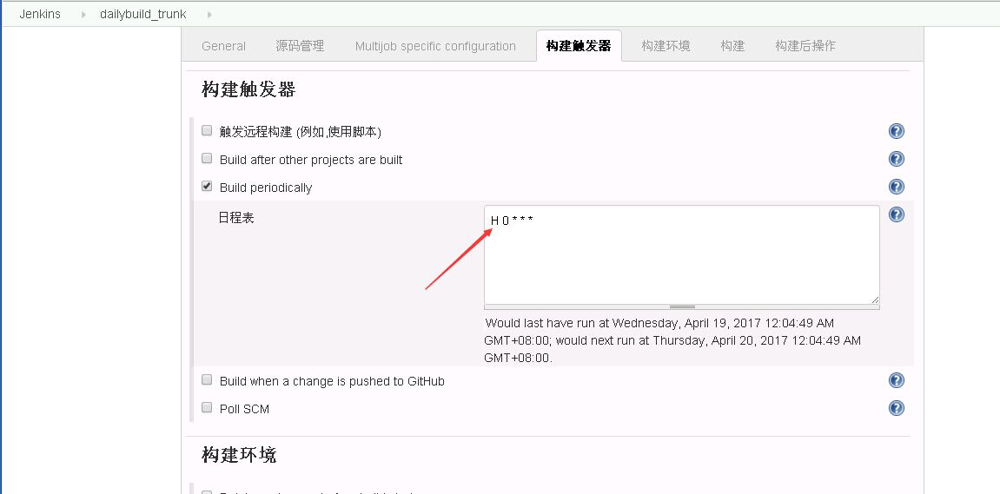 Jenkins dailybuild_trunk
General 源码管理 Multijob specific configuration 构建触发器 构建环境 构建 构建后操作
构建触发器
触发远程构建 (例如,使用脚本)
Build after other projects are built
Build periodically
日程表
H 0 * * *
Would last have run at Wednesday, April 19, 2017 12:04:49 AM
GMT+08:00; would next run at Thursday, April 20, 2017 12:04:49 AM
GMT+08:00.
Build when a change is pushed to GitHub
Poll SCM
构建环境